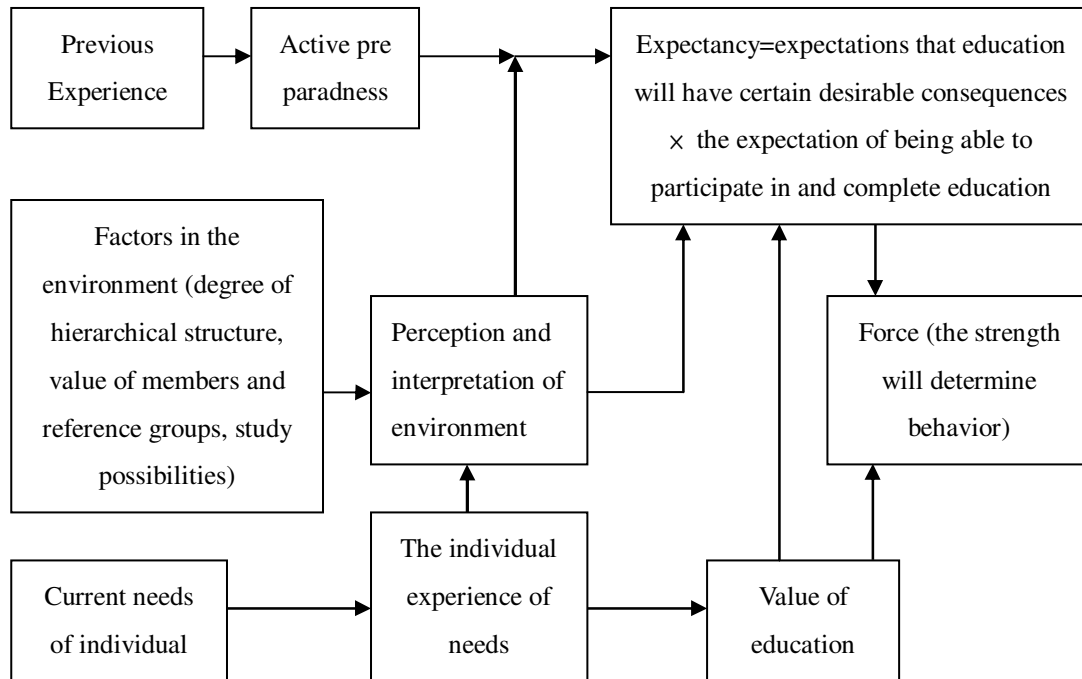 Previous
Experience
Active pre
paradness
Expectancy=expectations that education
will have certain desirable consequences
× the expectation of being able to
participate in and complete education
Factors in the
environment (degree of
hierarchical structure,
value of members and
reference groups, study
possibilities)
Perception and
interpretation of
environment
Force (the strength
will determine
behavior)
Current needs
of individual
The individual
experience of
needs
Value of
education